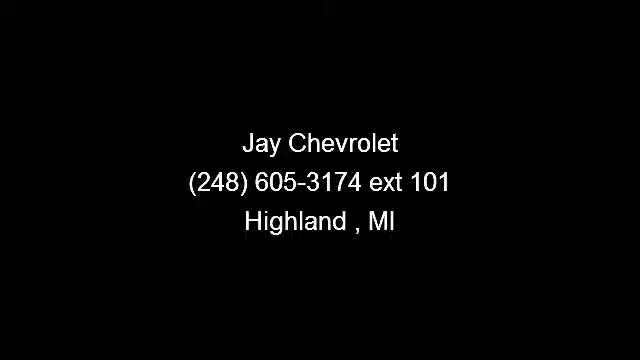 Jay Chevrolet
(248) 605-3174 ext 101
Highland , MI